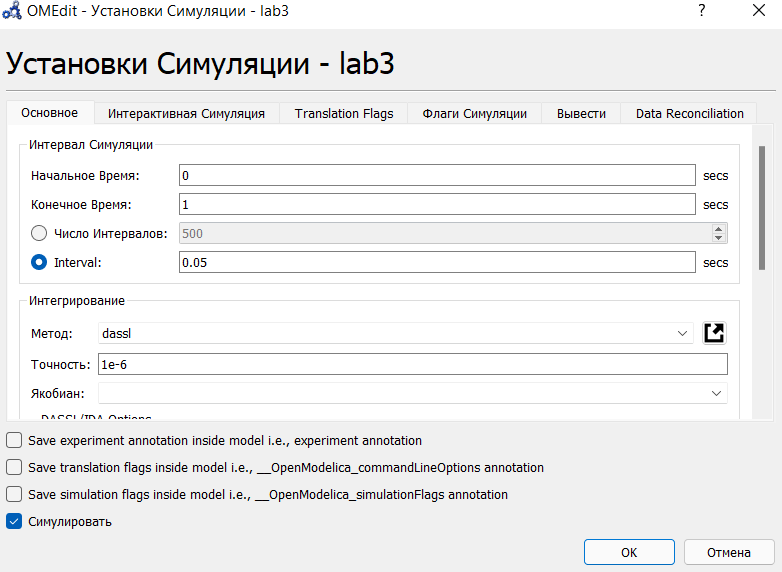 OMEdit - Установки Симуляции - lab3
Установки Симуляции - lab3
Основное Интерактивная Симуляция Translation Flags Флаги Симуляции Вывести Data Reconciliation
Интервал Симуляции
Начальное Время: 0 secs
Конечное Время: 1 secs
Число Интервалов: 500
Interval: 0.05 secs
Интегрирование
Метод: dassl
Точность: 1e-6
Якобиан:
DASSL/IDA Options
Save experiment annotation inside model i.e., experiment annotation
Save translation flags inside model i.e., __OpenModelica_commandLineOptions annotation
Save simulation flags inside model i.e., __OpenModelica_simulationFlags annotation
Симулировать
OK Отмена